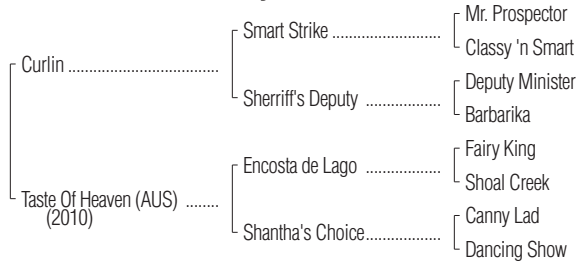 Mr. Prospector
Smart Strike ..................
Classy 'n Smart
Curlin ..................................
Deputy Minister
Sherriff's Deputy .................
Barbarika
Fairy King
Encosta de Lago .................
Shoal Creek
Taste Of Heaven (AUS) ........
(2010)
Canny Lad
Shantha's Choice.................
Dancing Show